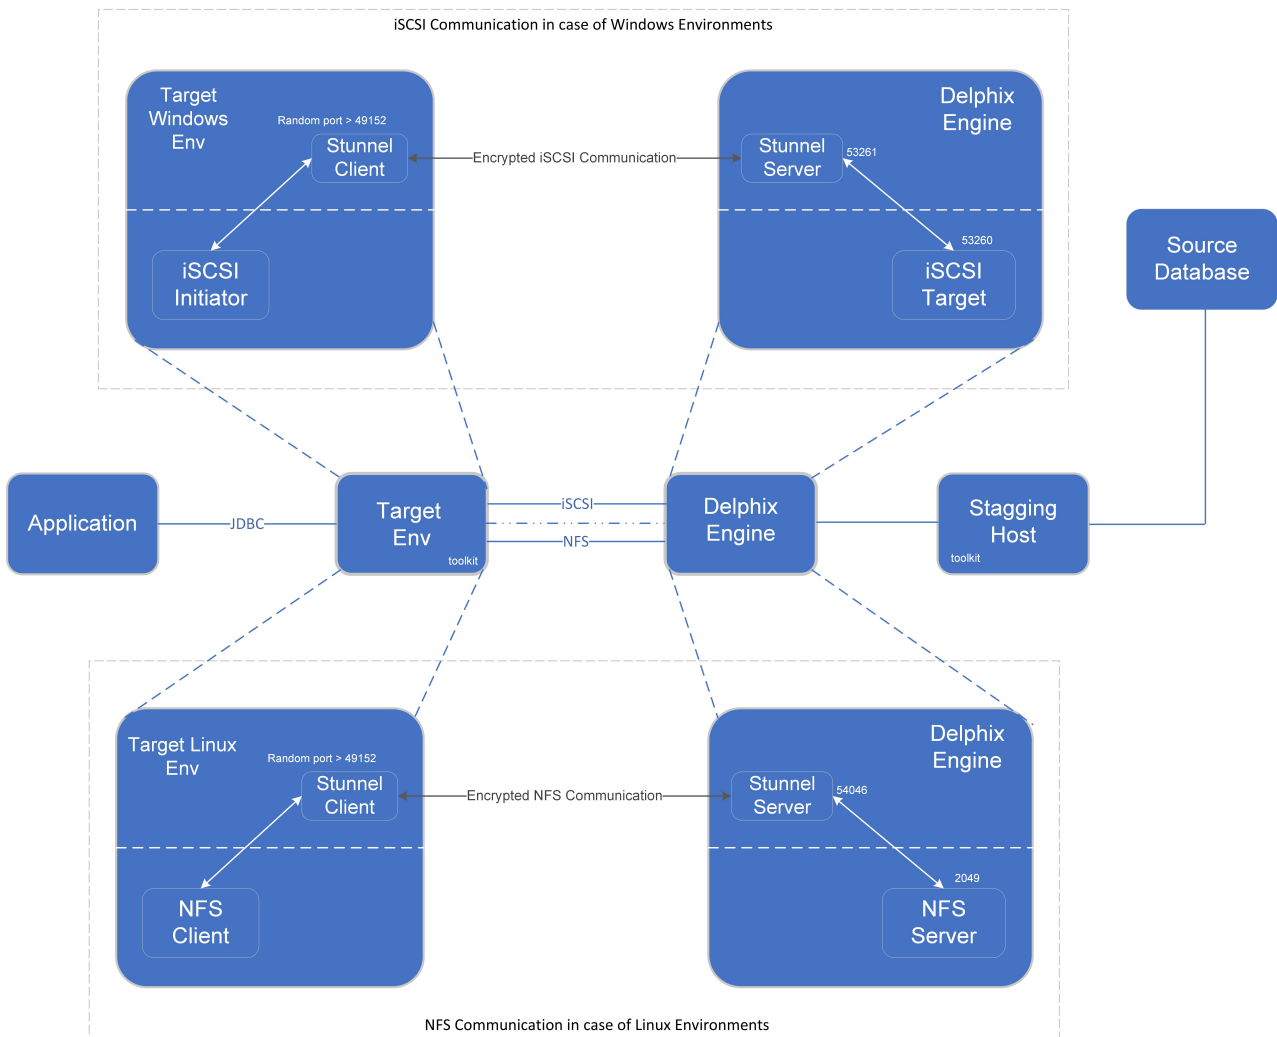 iSCSI Communication in case of Windows Environments
Target
Windows
Env
Random port > 49152
Stunnel
Client
Encrypted iSCSI Communication
Delphix
Engine
Stunnel
Server
53261
iSCSI
Initiator
53260
iSCSI
Target
Source
Database
Application
JDBC
Target
Env
toolkit
iSCSI
NFS
Delphix
Engine
Stagging
Host
toolkit
Target Linux
Env
Random port > 49152
Stunnel
Client
Encrypted NFS Communication
Delphix
Engine
Stunnel
Server
54046
NFS
Client
2049
NFS
Server
NFS Communication in case of Linux Environments